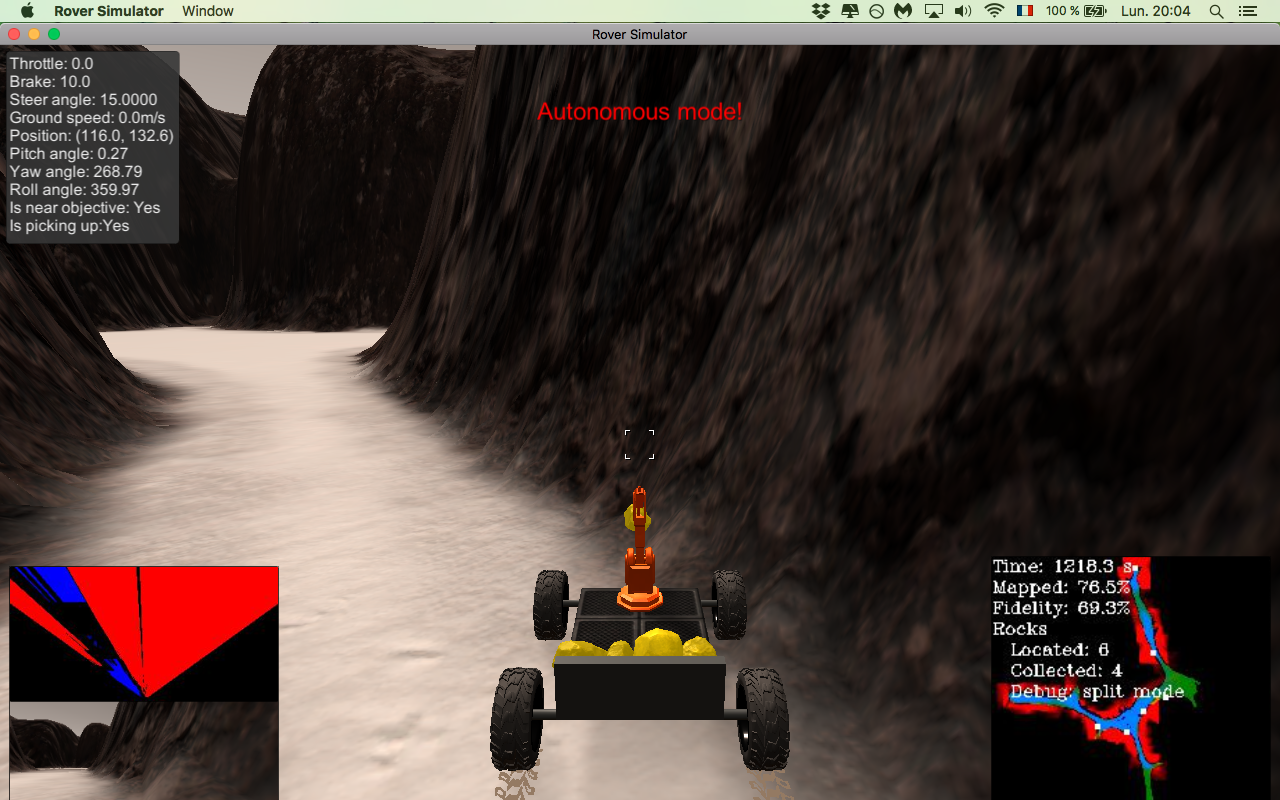 Rover Simulator Window 100 % Lun. 20:04
Rover Simulator
Throttle: 0.0
Brake: 10.0
Steer angle: 15.0000
Ground speed: 0.0m/s
Position: (116.0, 132.6)
Pitch angle: 0.27
Yaw angle: 268.79
Roll angle: 359.97
Is near objective: Yes
Is picking up:Yes
Autonomous mode!
Time: 1218.3 s
Mapped: 76.5%
Fidelity: 69.3%
Rocks
Located: 6
Collected: 4
Debug: split mode